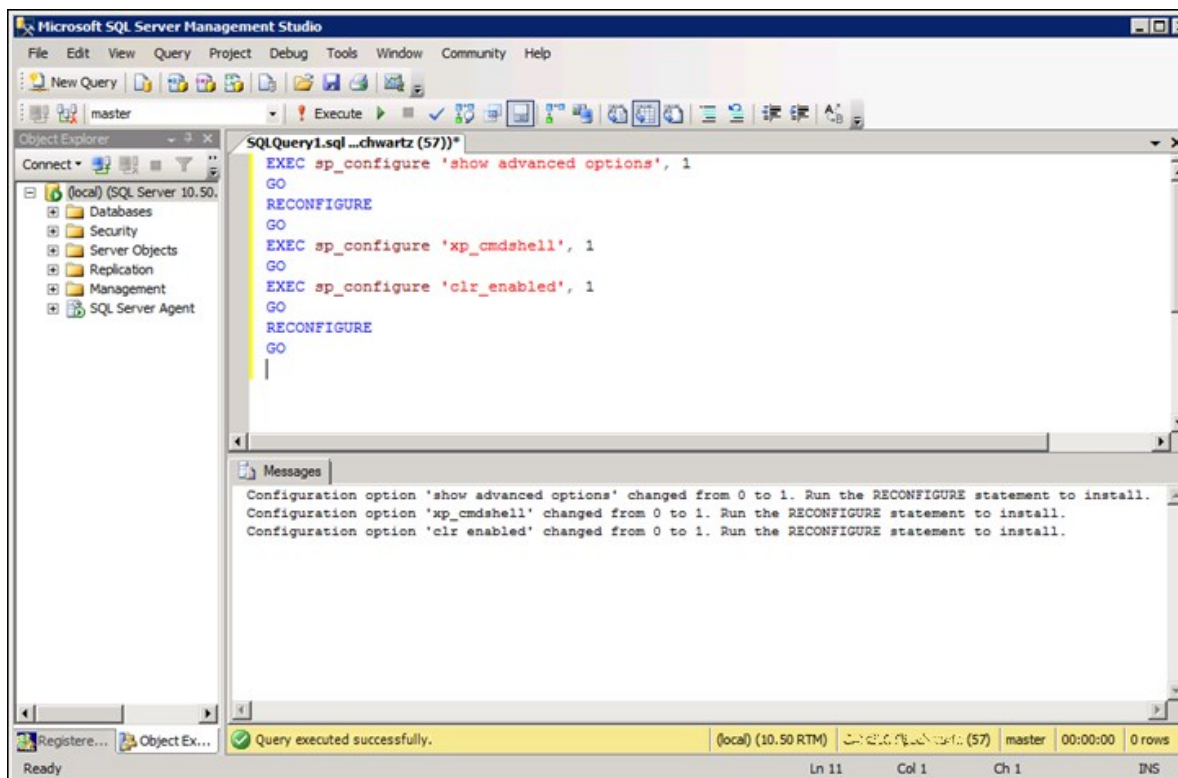 Microsoft SQL Server Management Studio
File Edit View Query Project Debug Tools Window Community Help
New Query
master Execute
Object Explorer
SQLQuery1.sql ...chwartz (57))*
Connect
(local) (SQL Server 10.50.
Databases
Security
Server Objects
Replication
Management
SQL Server Agent
EXEC sp_configure 'show advanced options', 1
GO
RECONFIGURE
GO
EXEC sp_configure 'xp_cmdshell', 1
GO
EXEC sp_configure 'clr_enabled', 1
GO
RECONFIGURE
GO
Messages
Configuration option 'show advanced options' changed from 0 to 1. Run the RECONFIGURE statement to install.
Configuration option 'xp_cmdshell' changed from 0 to 1. Run the RECONFIGURE statement to install.
Configuration option 'clr enabled' changed from 0 to 1. Run the RECONFIGURE statement to install.
Registere... Object Ex...
Query executed successfully. (local) (10.50 RTM) (57) master 00:00:00 0 rows
Ready Ln 11 Col 1 Ch 1 INS